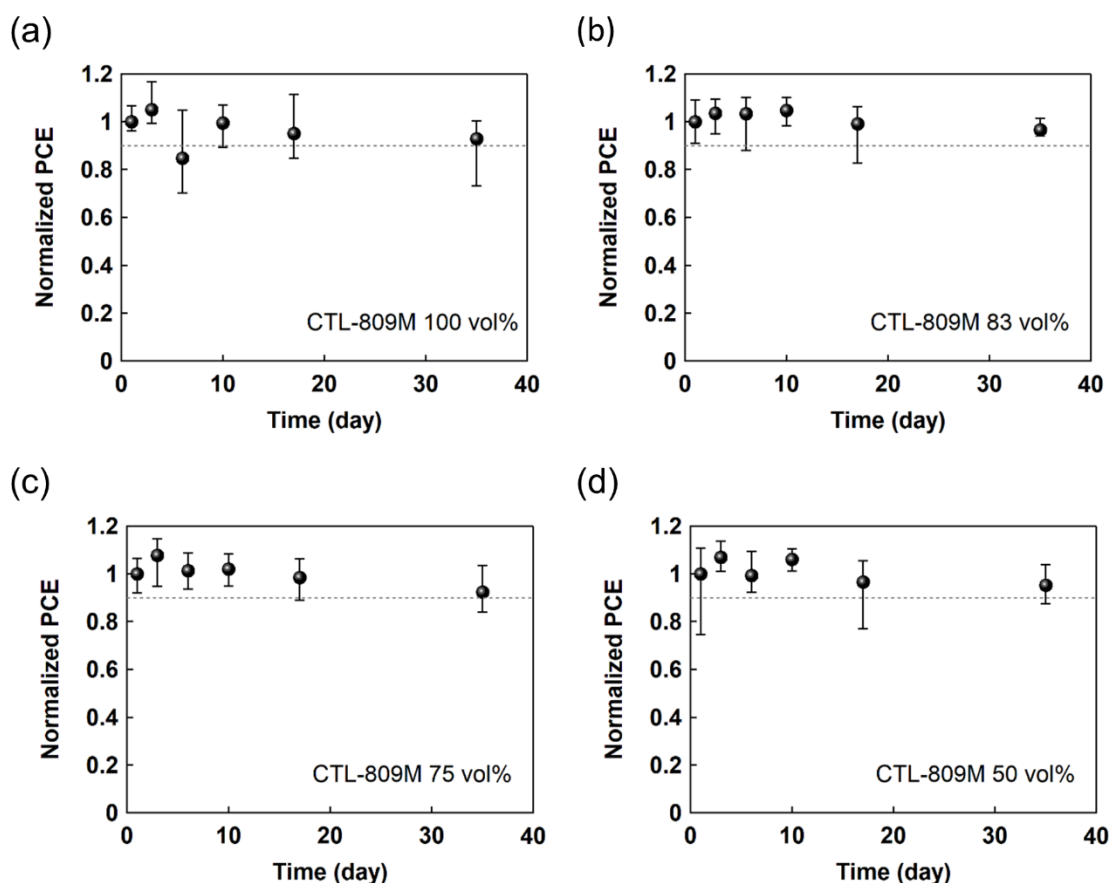 (a)
1.2
1
0.8
0.6
0.4
0.2
0
Normalized PCE
CTL-809M 100 vol%
0 10 20 30 40
Time (day)
(b)
1.2
1
0.8
0.6
0.4
0.2
0
Normalized PCE
CTL-809M 83 vol%
0 10 20 30 40
Time (day)
(c)
1.2
1
0.8
0.6
0.4
0.2
0
Normalized PCE
CTL-809M 75 vol%
0 10 20 30 40
Time (day)
(d)
1.2
1
0.8
0.6
0.4
0.2
0
Normalized PCE
CTL-809M 50 vol%
0 10 20 30 40
Time (day)